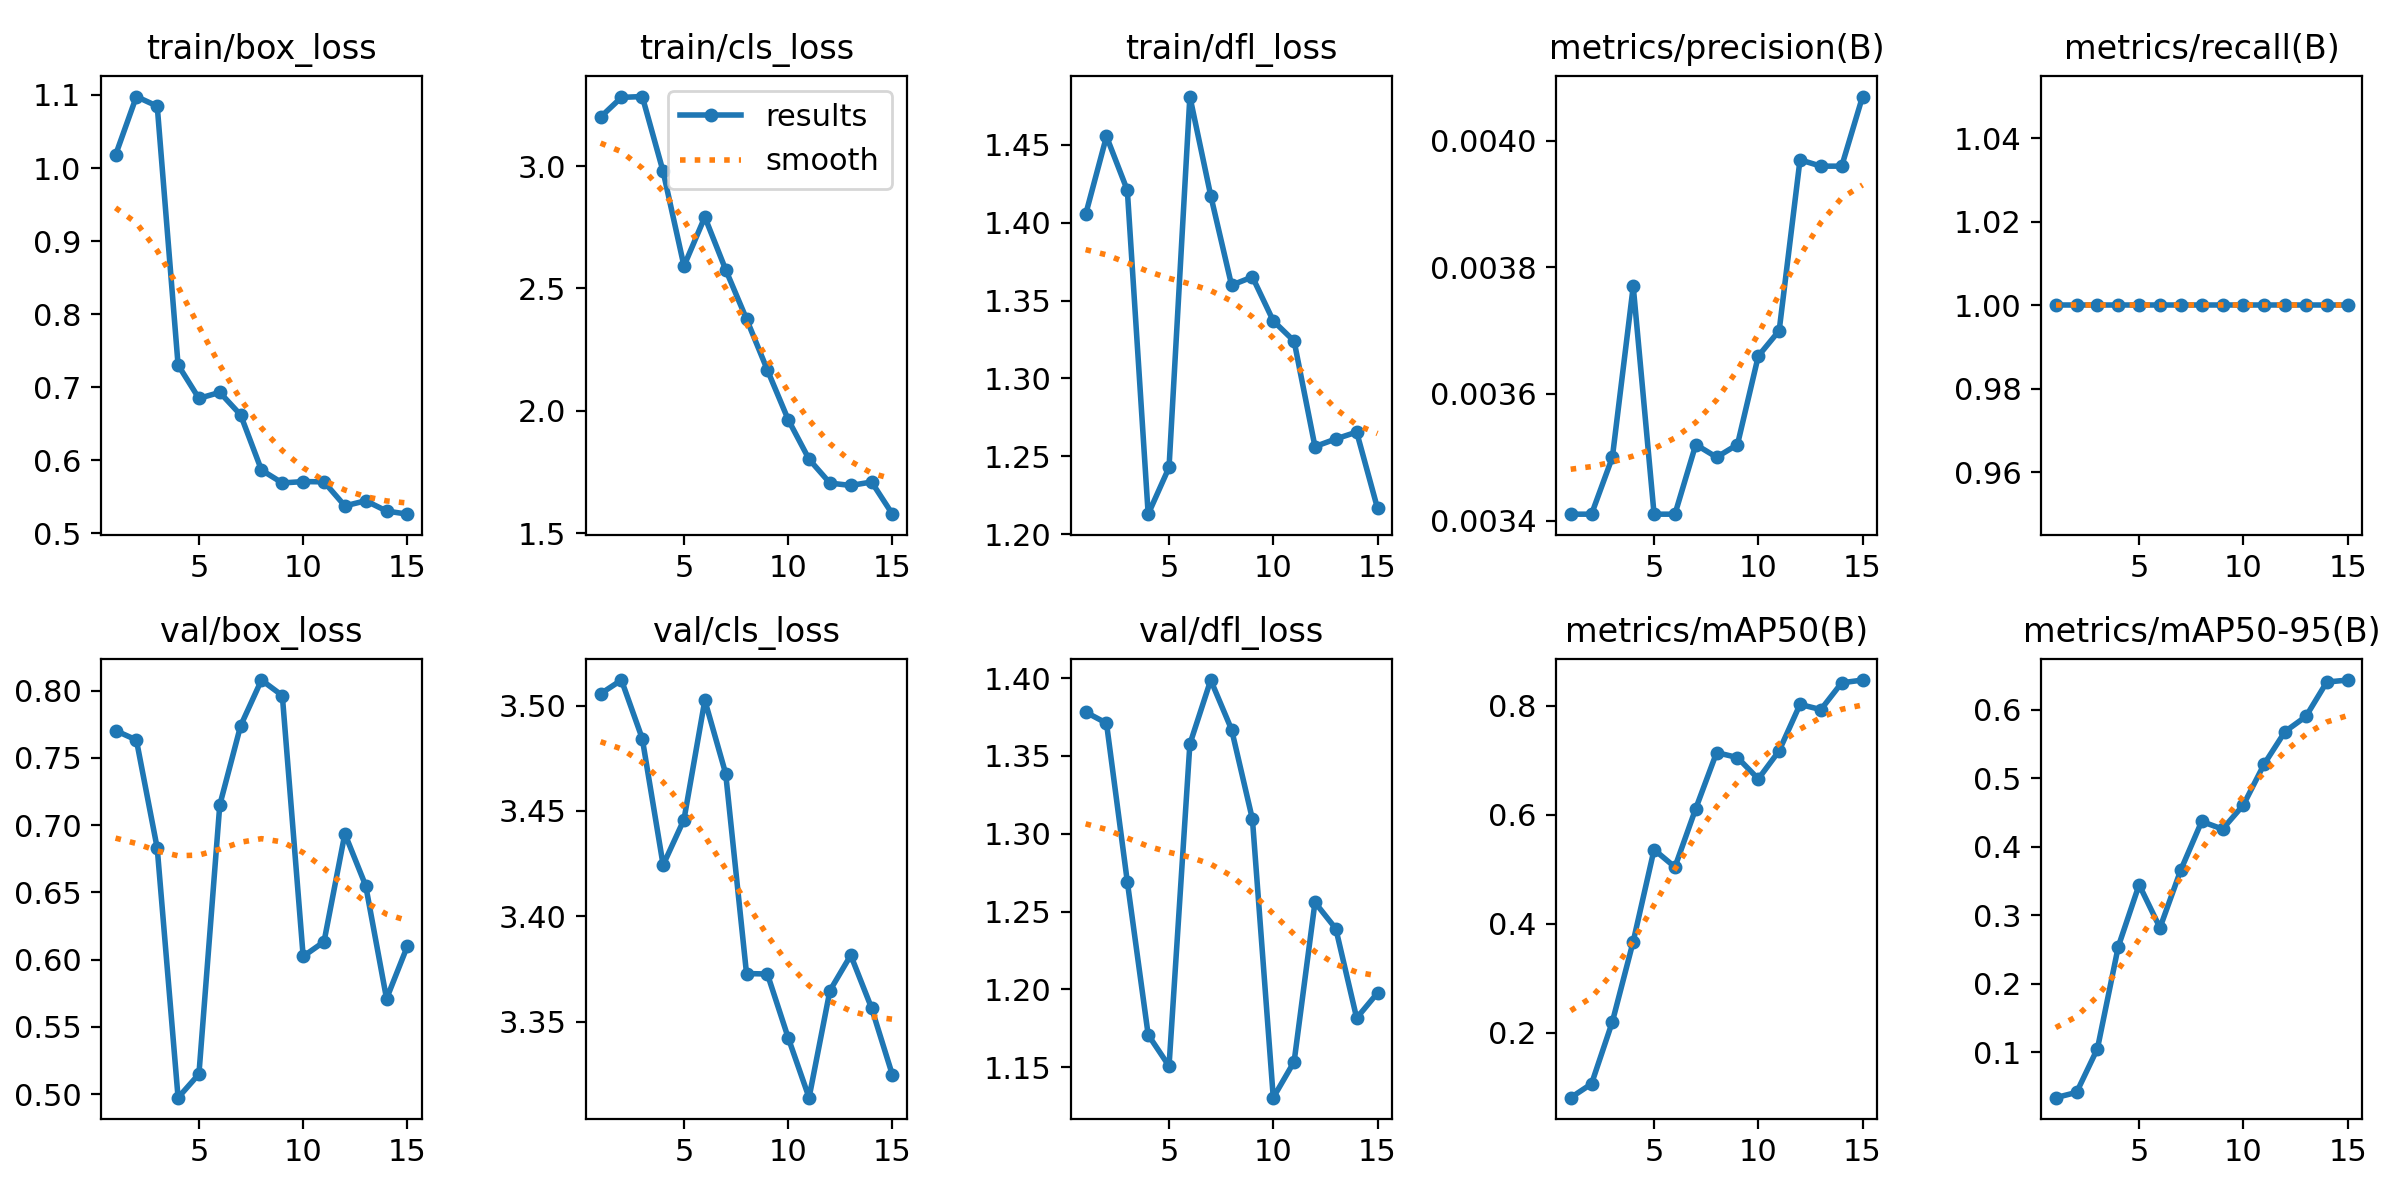 train/box_loss
train/cls_loss
train/dfl_loss
metrics/precision(B)
metrics/recall(B)
1.1
1.0
0.9
0.8
0.7
0.6
0.5
5 10 15
results
smooth
3.0
2.5
2.0
1.5
5 10 15
1.45
1.40
1.35
1.30
1.25
1.20
5 10 15
0.0040
0.0038
0.0036
0.0034
5 10 15
1.04
1.02
1.00
0.98
0.96
5 10 15
val/box_loss
val/cls_loss
val/dfl_loss
metrics/mAP50(B)
metrics/mAP50-95(B)
0.80
0.75
0.70
0.65
0.60
0.55
0.50
5 10 15
3.50
3.45
3.40
3.35
5 10 15
1.40
1.35
1.30
1.25
1.20
1.15
5 10 15
0.8
0.6
0.4
0.2
5 10 15
0.6
0.5
0.4
0.3
0.2
0.1
5 10 15